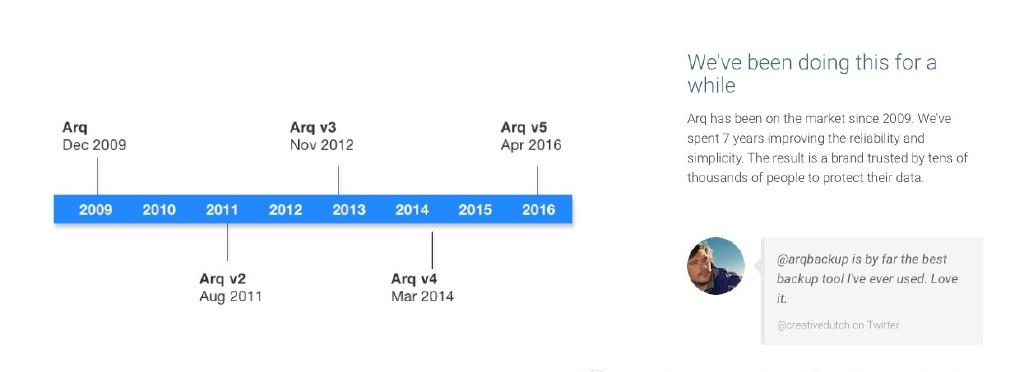 We've been doing this for a
while
Arq has been on the market since 2009. We've
spent 7 years improving the reliability and
simplicity. The result is a brand trusted by tens of
thousands of people to protect their data.
Arq
Dec 2009
Arq v3
Nov 2012
Arq v5
Apr 2016
2009 2010 2011 2012 2013 2014 2015 2016
Arq v2
Aug 2011
Arq v4
Mar 2014
@arqbackup is by far the best
backup tool I've ever used. Love
it.
@creativedutch on Twitter